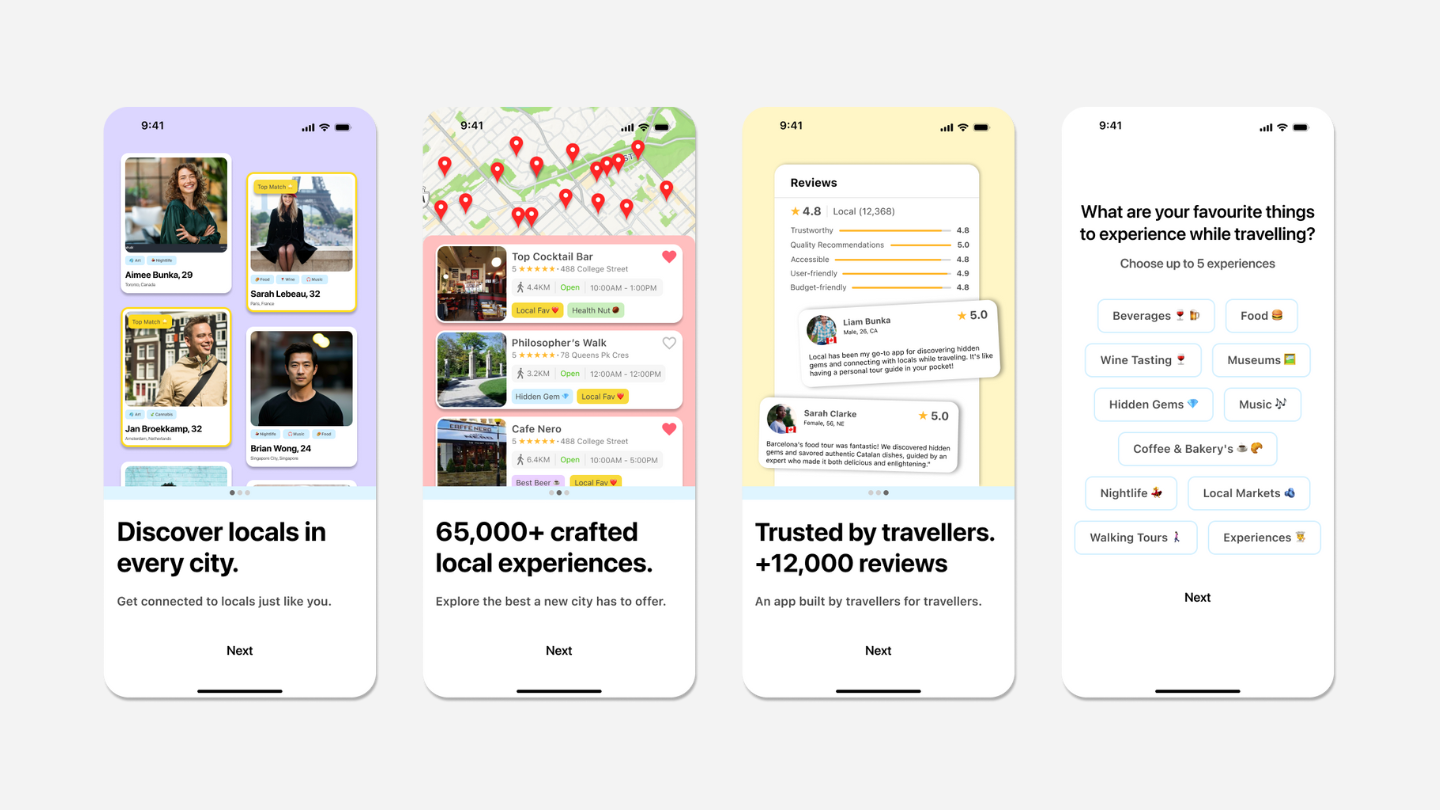 9:41
Aimee Bunka, 29
Toronto, Canada
Art
Nightlife
Top Match
Food
Wine
Music
Sarah Lebeau, 32
Paris, France
Top Match
Art
Cannabis
Jan Broekkamp, 32
Amsterdam, Netherlands
Nightlife
Music
Food
Brian Wong, 24
Singapore City, Singapore
Discover locals in
every city.
Get connected to locals just like you.
Next
9:41
Top Cocktail Bar
5 ★★★★★ • 488 College Street
4.4KM | Open | 10:00AM - 1:00PM
Local Fav ❤️ Health Nut 🌰
Philosopher's Walk
5 ★★★★★ • 78 Queens Pk Cres
3.2KM | Open | 12:00AM - 12:00PM
Hidden Gem 💎 Local Fav ❤️
Cafe Nero
5 ★★★★★ • 488 College Street
6.4KM | Open | 10:00AM - 5:00PM
Best Beer Local Fav ❤️
65,000+ crafted
local experiences.
Explore the best a new city has to offer.
Next
9:41
Reviews
★ 4.8 | Local (12,368)
Trustworthy 4.8
Quality Recommendations 5.0
Accessible 4.8
User-friendly 4.9
Budget-friendly 4.8
Liam Bunka ★ 5.0
Male, 26, CA
Local has been my go-to app for discovering hidden
gems and connecting with locals while traveling. It's like
having a personal tour guide in your pocket!
Sarah Clarke ★ 5.0
Female, 56, NE
Barcelona's food tour was fantastic! We discovered hidden
gems and savored authentic Catalan dishes, guided by an
expert who made it both delicious and enlightening."
Trusted by travellers.
+12,000 reviews
An app built by travellers for travellers.
Next
9:41
What are your favourite things
to experience while travelling?
Choose up to 5 experiences
Beverages 🍷 🍺 Food 🍔
Wine Tasting 🍷 Museums 🖼️
Hidden Gems 💎 Music 🎶
Coffee & Bakery's ☕ 🥐
Nightlife 💃 Local Markets
Walking Tours Experiences
Next